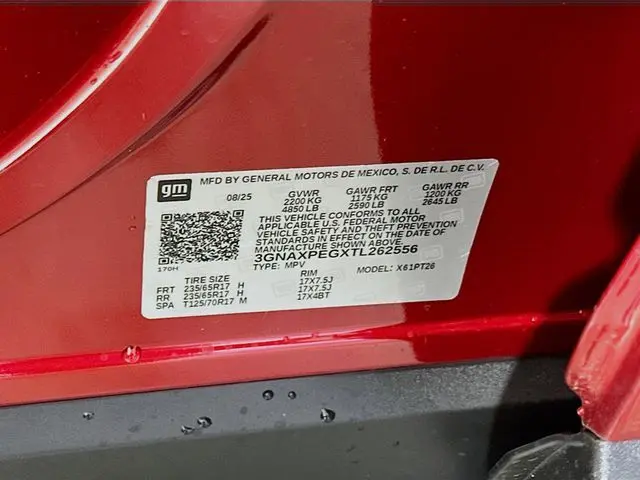 gm MFD BY GENERAL MOTORS DE MEXICO, S. DE R.L. DE C.V.
08/25 GVWR GAWR FRT GAWR RR
2200 KG 1175 KG 1200 KG
4850 LB 2590 LB 2645 LB
THIS VEHICLE CONFORMS TO ALL
APPLICABLE U.S. FEDERAL MOTOR
VEHICLE SAFETY AND THEFT PREVENTION
STANDARDS IN EFFECT ON THE DATE OF
MANUFACTURE SHOWN ABOVE.
3GNAXPEGXTL262556
170H TYPE: MPV MODEL: X61PT26
TIRE SIZE RIM
FRT 235/65R17 H 17X7.5J
RR 235/65R17 H 17X7.5J
SPA T125/70R17 M 17X4BT